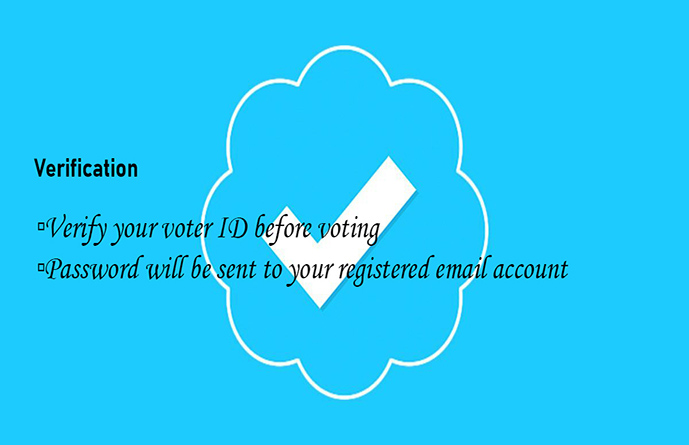 Verification
▫Verify your voter ID before voting
▫Password will be sent to your registered email account